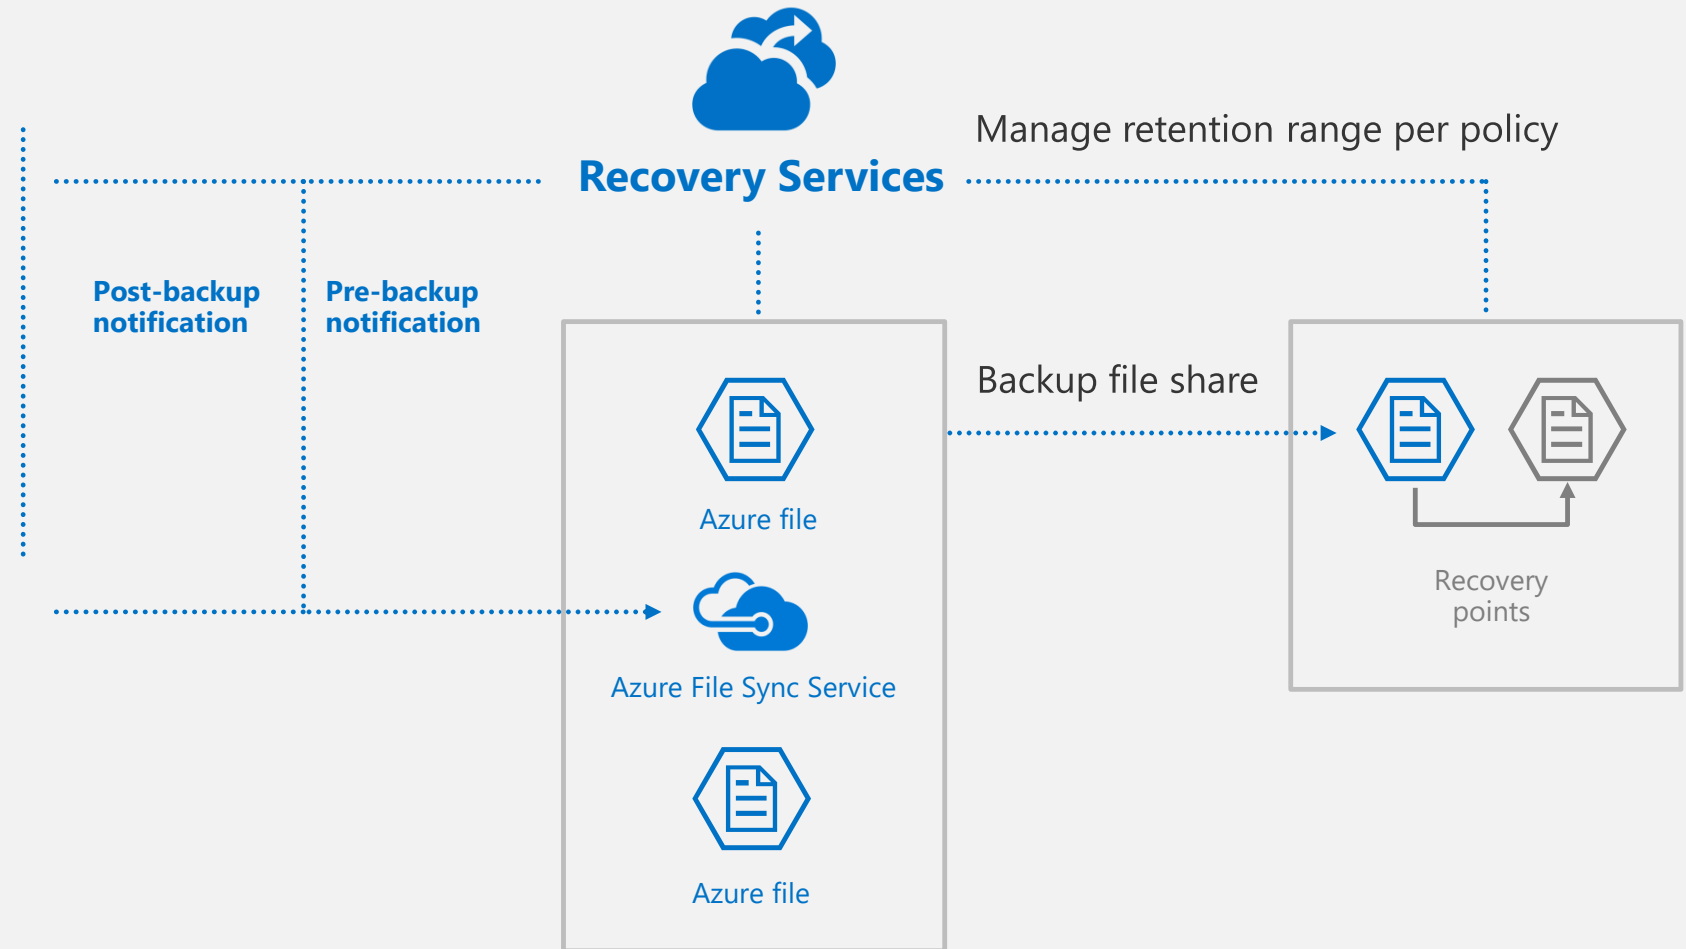 Manage retention range per policy
Recovery Services
Post-backup
notification
Pre-backup
notification
Backup file share
Azure file
Recovery
points
Azure File Sync Service
Azure file